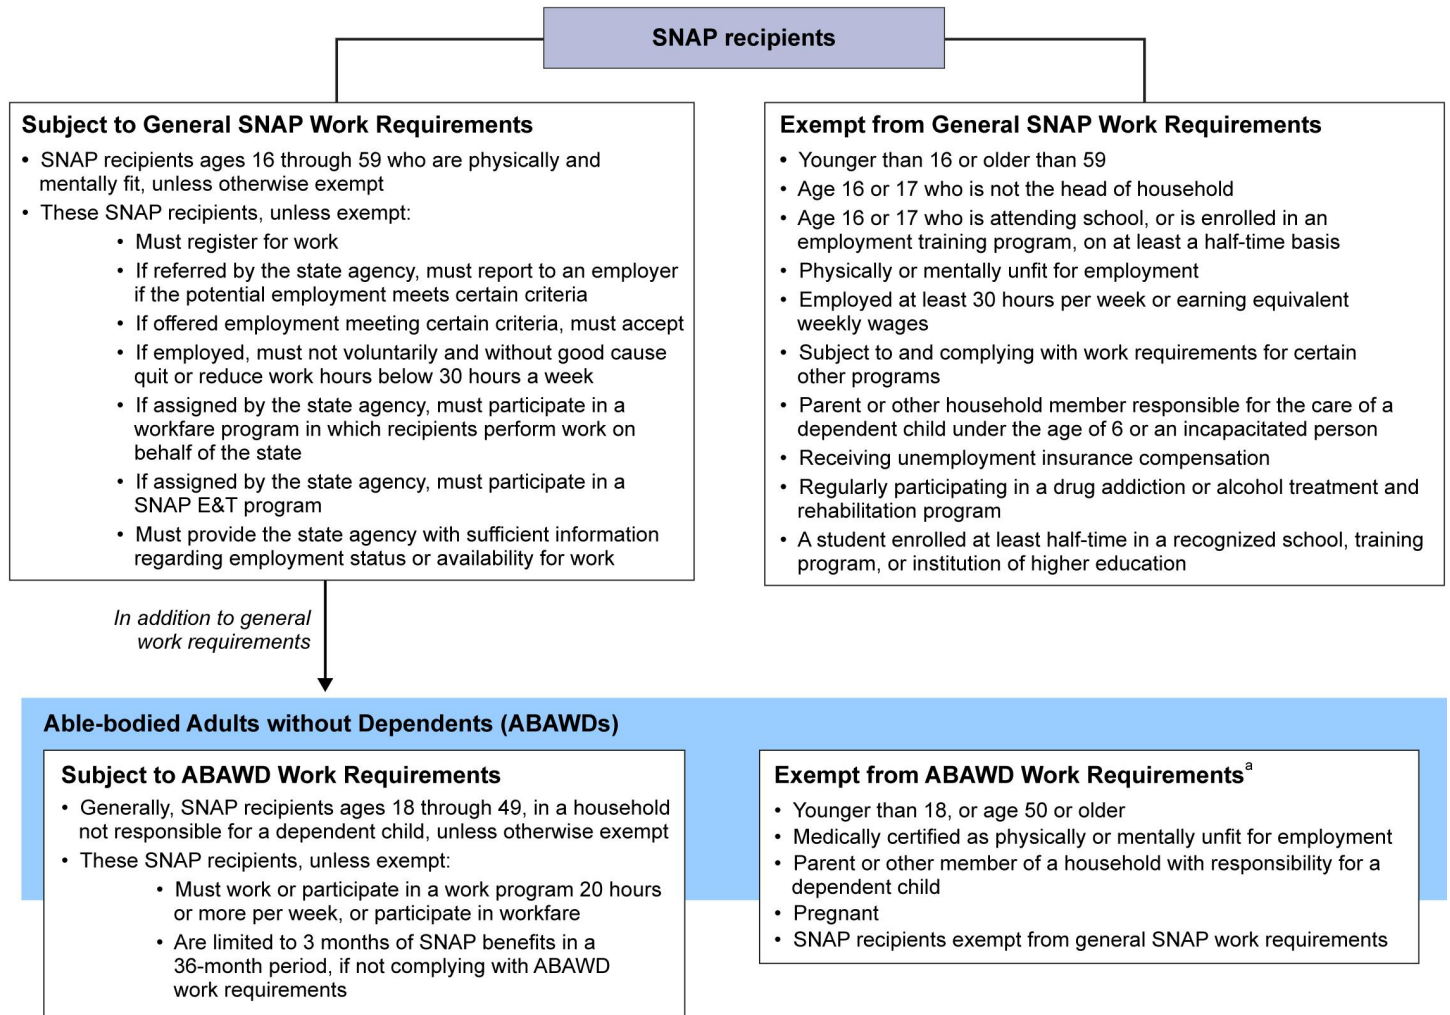 SNAP recipients
Subject to General SNAP Work Requirements
• SNAP recipients ages 16 through 59 who are physically and
mentally fit, unless otherwise exempt
• These SNAP recipients, unless exempt:
• Must register for work
• If referred by the state agency, must report to an employer
if the potential employment meets certain criteria
• If offered employment meeting certain criteria, must accept
• If employed, must not voluntarily and without good cause
quit or reduce work hours below 30 hours a week
• If assigned by the state agency, must participate in a
workfare program in which recipients perform work on
behalf of the state
• If assigned by the state agency, must participate in a
SNAP E&T program
• Must provide the state agency with sufficient information
regarding employment status or availability for work
Exempt from General SNAP Work Requirements
• Younger than 16 or older than 59
• Age 16 or 17 who is not the head of household
• Age 16 or 17 who is attending school, or is enrolled in an
employment training program, on at least a half-time basis
• Physically or mentally unfit for employment
• Employed at least 30 hours per week or earning equivalent
weekly wages
• Subject to and complying with work requirements for certain
other programs
• Parent or other household member responsible for the care of a
dependent child under the age of 6 or an incapacitated person
• Receiving unemployment insurance compensation
• Regularly participating in a drug addiction or alcohol treatment and
rehabilitation program
• A student enrolled at least half-time in a recognized school, training
program, or institution of higher education
In addition to general
work requirements
Able-bodied Adults without Dependents (ABAWDs)
Subject to ABAWD Work Requirements
• Generally, SNAP recipients ages 18 through 49, in a household
not responsible for a dependent child, unless otherwise exempt
• These SNAP recipients, unless exempt:
• Must work or participate in a work program 20 hours
or more per week, or participate in workfare
• Are limited to 3 months of SNAP benefits in a
36-month period, if not complying with ABAWD
work requirements
Exempt from ABAWD Work Requirementsᵃ
• Younger than 18, or age 50 or older
• Medically certified as physically or mentally unfit for employment
• Parent or other member of a household with responsibility for a
dependent child
• Pregnant
• SNAP recipients exempt from general SNAP work requirements